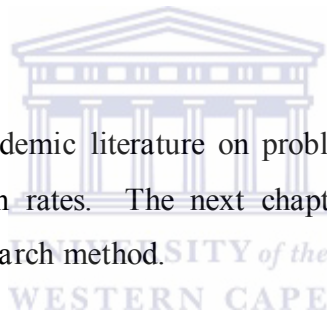 demic literature on probl
rates. The next chapt
arch method.
UNIVERSITY of the
WESTERN CAPE